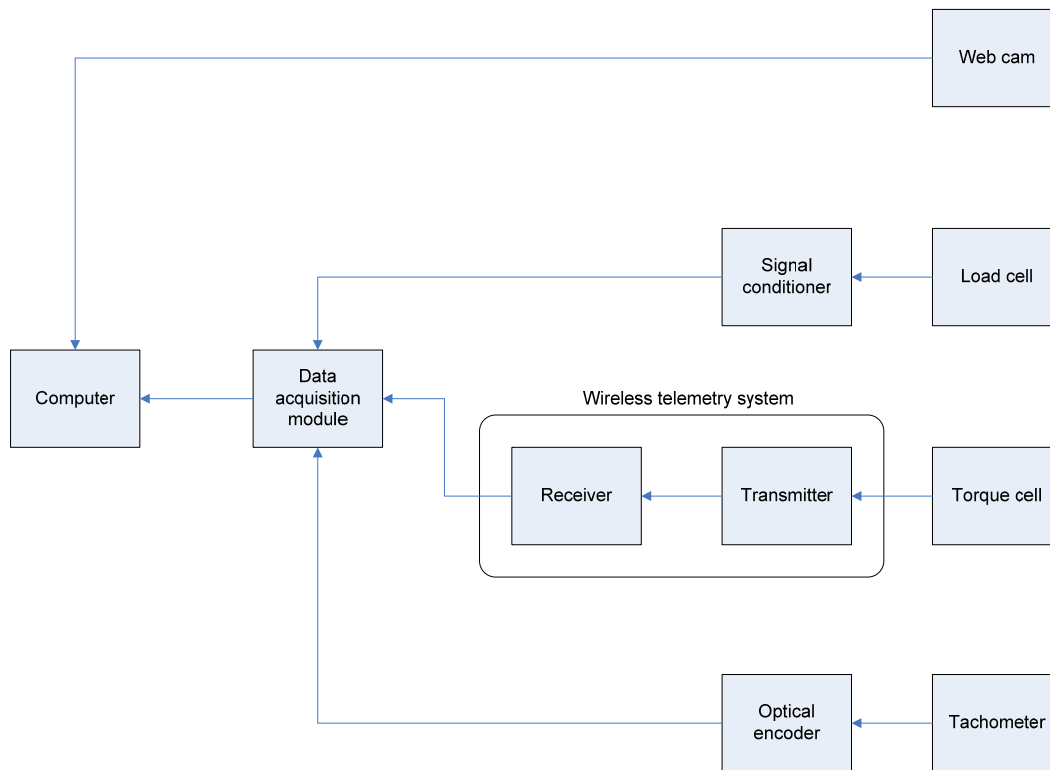 Web cam
Signal
conditioner
Load cell
Computer
Data
acquisition
module
Wireless telemetry system
Receiver
Transmitter
Torque cell
Optical
encoder
Tachometer